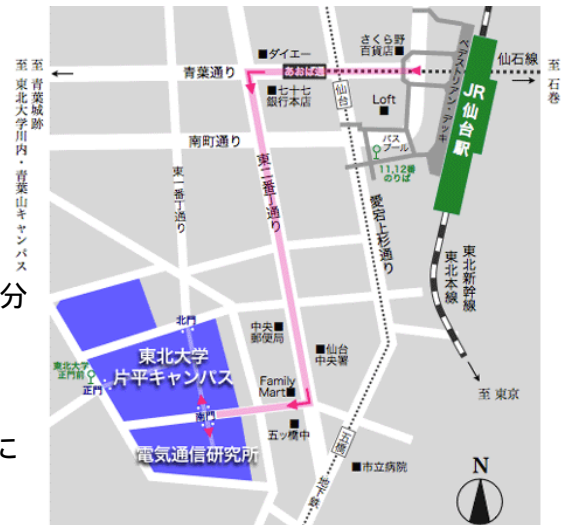 ■ダイエー
さくら野
百貨店■
ペデストリアン・デッキ
仙石線
至 石巻
至 青葉城跡
至 東北大学川内・青葉山キャンパス
青葉通り
あおば通
■七十七
銀行本店
仙台
Loft
■
JR仙台駅
バス
プール
11,12番
のりば
南町通り
東一番丁通り
東二番丁通り
愛宕上杉通り
東北新幹線
東北本線
分
北門
中央■
郵便局
■仙台
中央署
東北大学
片平キャンパス
東北大学
正門前
正門
Family
Mart■
至 東京
南門
■
五ッ橋中
五橋
に
電気通信研究所
■市立病院
地下鉄
N